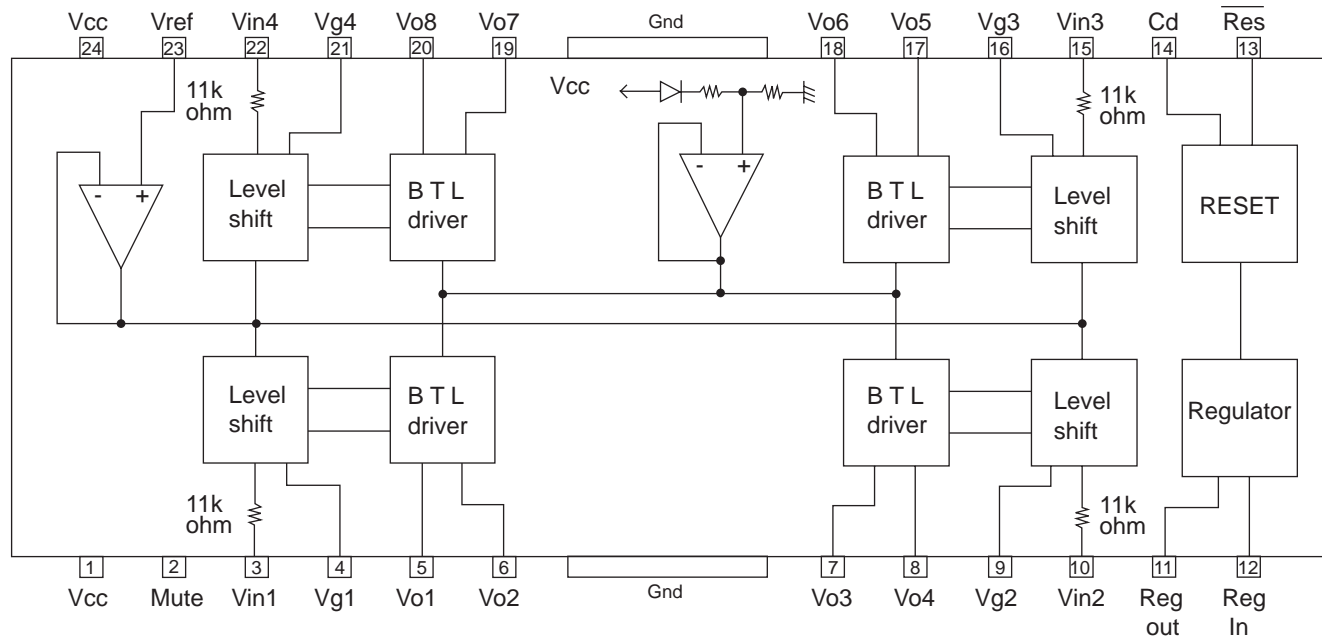 Vcc Vref Vin4 Vg4 Vo8 Vo7 Gnd Vo6 Vo5 Vg3 Vin3 Cd Res
24 23 22 21 20 19 18 17 16 15 14 13
11k
ohm
Vcc
11k
ohm
- +
Level
shift
B T L
driver
- +
B T L
driver
Level
shift
RESET
Level
shift
B T L
driver
B T L
driver
Level
shift
Regulator
11k
ohm
11k
ohm
1 2 3 4 5 6 7 8 9 10 11 12
Vcc Mute Vin1 Vg1 Vo1 Vo2 Gnd Vo3 Vo4 Vg2 Vin2 Reg Reg
out In